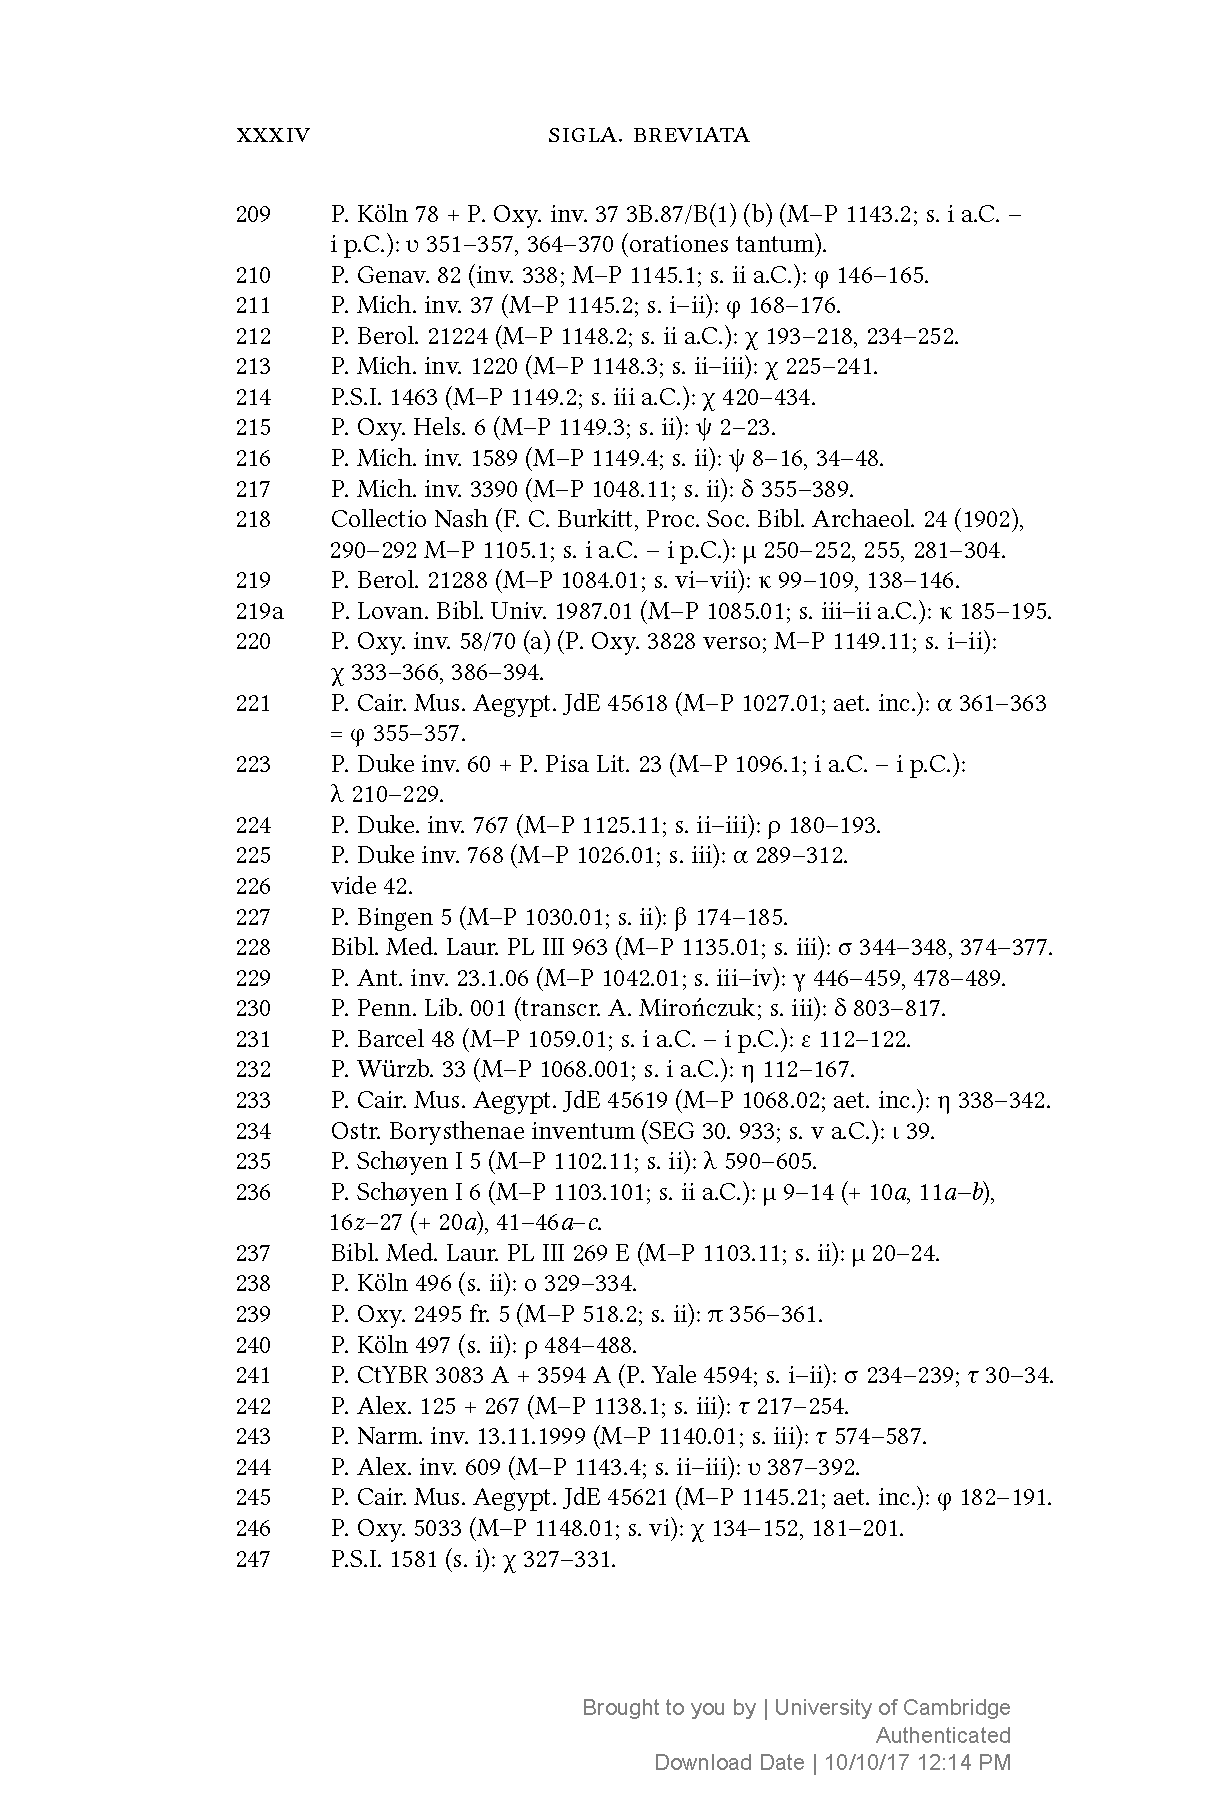 XXXIV SIGLA. BREVIATA
209 P. Köln 78 + P. Oxy. inv. 37 3B.87/B(1) (b) (M–P 1143.2; s. i a.C. –
i p.C.): υ 351–357, 364–370 (orationes tantum).
210 P. Genav. 82 (inv. 338; M–P 1145.1; s. ii a.C.): φ 146–165.
211 P. Mich. inv. 37 (M–P 1145.2; s. i–ii): φ 168–176.
212 P. Berol. 21224 (M–P 1148.2; s. ii a.C.): χ 193–218, 234–252.
213 P. Mich. inv. 1220 (M–P 1148.3; s. ii–iii): χ 225–241.
214 P.S.I. 1463 (M–P 1149.2; s. iii a.C.): χ 420–434.
215 P. Oxy. Hels. 6 (M–P 1149.3; s. ii): ψ 2–23.
216 P. Mich. inv. 1589 (M–P 1149.4; s. ii): ψ 8–16, 34–48.
217 P. Mich. inv. 3390 (M–P 1048.11; s. ii): δ 355–389.
218 Collectio Nash (F. C. Burkitt, Proc. Soc. Bibl. Archaeol. 24 (1902),
290–292 M–P 1105.1; s. i a.C. – i p.C.): μ 250–252, 255, 281–304.
219 P. Berol. 21288 (M–P 1084.01; s. vi–vii): κ 99–109, 138–146.
219a P. Lovan. Bibl. Univ. 1987.01 (M–P 1085.01; s. iii–ii a.C.): κ 185–195.
220 P. Oxy. inv. 58/70 (a) (P. Oxy. 3828 verso; M–P 1149.11; s. i–ii):
χ 333–366, 386–394.
221 P. Cair. Mus. Aegypt. JdE 45618 (M–P 1027.01; aet. inc.): α 361–363
= φ 355–357.
223 P. Duke inv. 60 + P. Pisa Lit. 23 (M–P 1096.1; i a.C. – i p.C.):
λ 210–229.
224 P. Duke. inv. 767 (M–P 1125.11; s. ii–iii): ρ 180–193.
225 P. Duke inv. 768 (M–P 1026.01; s. iii): α 289–312.
226 vide 42.
227 P. Bingen 5 (M–P 1030.01; s. ii): β 174–185.
228 Bibl. Med. Laur. PL III 963 (M–P 1135.01; s. iii): σ 344–348, 374–377.
229 P. Ant. inv. 23.1.06 (M–P 1042.01; s. iii–iv): γ 446–459, 478–489.
230 P. Penn. Lib. 001 (transcr. A. Mirończuk; s. iii): δ 803–817.
231 P. Barcel 48 (M–P 1059.01; s. i a.C. – i p.C.): ε 112–122.
232 P. Würzb. 33 (M–P 1068.001; s. i a.C.): η 112–167.
233 P. Cair. Mus. Aegypt. JdE 45619 (M–P 1068.02; aet. inc.): η 338–342.
234 Ostr. Borysthenae inventum (SEG 30. 933; s. v a.C.): ι 39.
235 P. Schøyen I 5 (M–P 1102.11; s. ii): λ 590–605.
236 P. Schøyen I 6 (M–P 1103.101; s. ii a.C.): μ 9–14 (+ 10a, 11a–b),
16z–27 (+ 20a), 41–46a–c.
237 Bibl. Med. Laur. PL III 269 E (M–P 1103.11; s. ii): μ 20–24.
238 P. Köln 496 (s. ii): ο 329–334.
239 P. Oxy. 2495 fr. 5 (M–P 518.2; s. ii): π 356–361.
240 P. Köln 497 (s. ii): ρ 484–488.
241 P. CtYBR 3083 A + 3594 A (P. Yale 4594; s. i–ii): σ 234–239; τ 30–34.
242 P. Alex. 125 + 267 (M–P 1138.1; s. iii): τ 217–254.
243 P. Narm. inv. 13.11.1999 (M–P 1140.01; s. iii): τ 574–587.
244 P. Alex. inv. 609 (M–P 1143.4; s. ii–iii): υ 387–392.
245 P. Cair. Mus. Aegypt. JdE 45621 (M–P 1145.21; aet. inc.): φ 182–191.
246 P. Oxy. 5033 (M–P 1148.01; s. vi): χ 134–152, 181–201.
247 P.S.I. 1581 (s. i): χ 327–331.
Brought to you by | University of Cambridge
Authenticated
Download Date | 10/10/17 12:14 PM